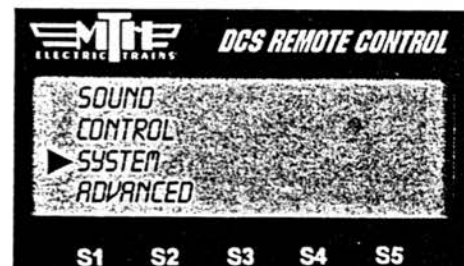 MTH
ELECTRIC TRAINS
DCS REMOTE CONTROL
SOUND
CONTROL
SYSTEM
ADVANCED
S1 S2 S3 S4 S5